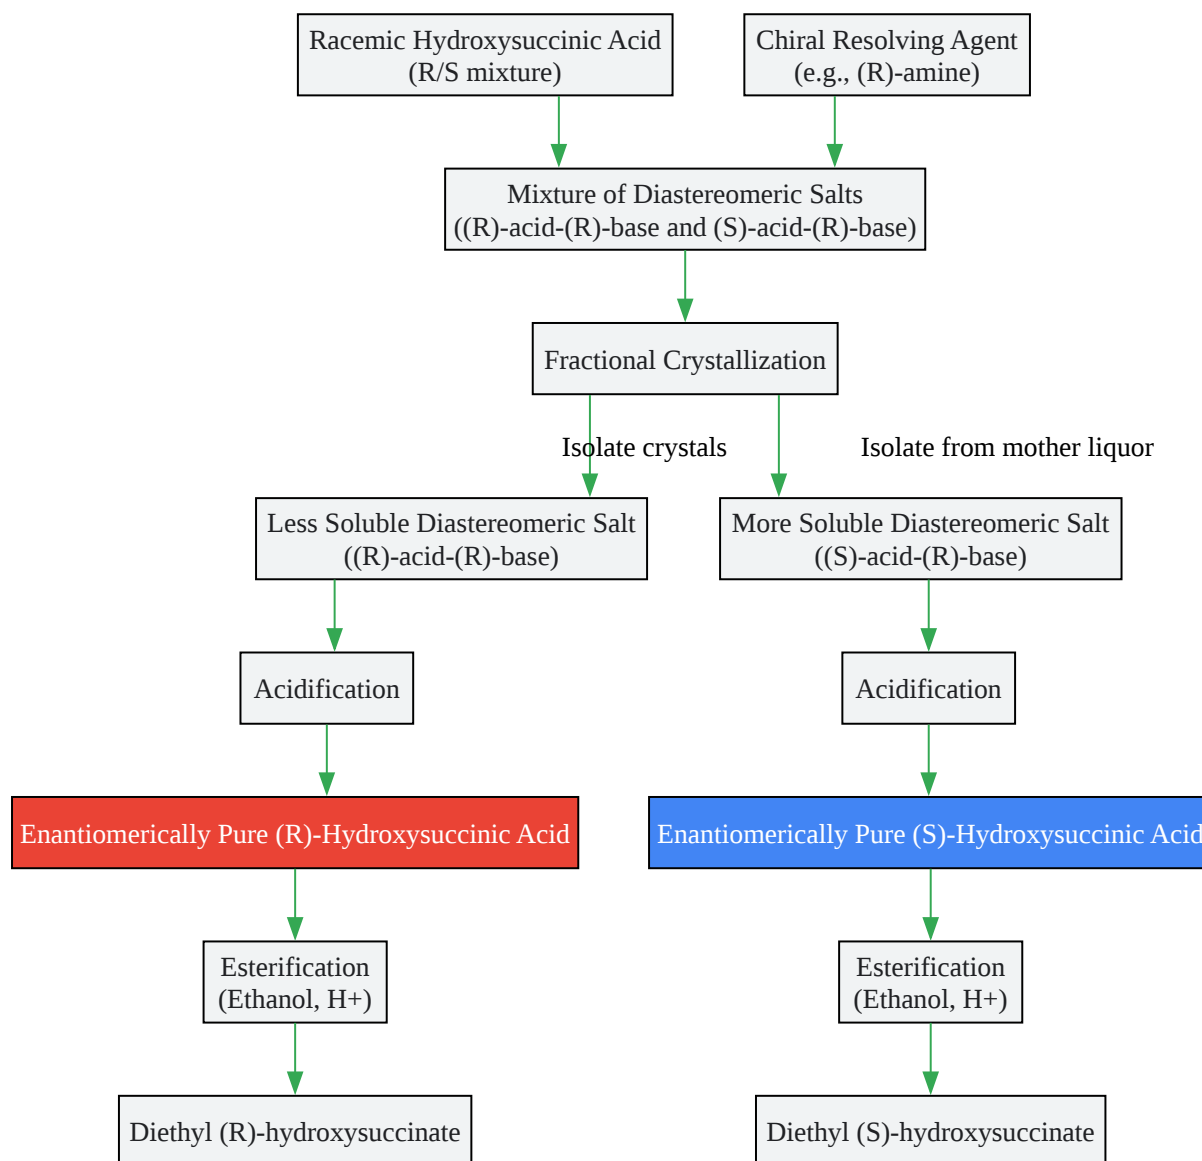 Racemic Hydroxysuccinic Acid
(R/S mixture)
Chiral Resolving Agent
(e.g., (R)-amine)
Mixture of Diastereomeric Salts
((R)-acid-(R)-base and (S)-acid-(R)-base)
Fractional Crystallization
Isolate crystals
Isolate from mother liquor
Less Soluble Diastereomeric Salt
((R)-acid-(R)-base)
More Soluble Diastereomeric Salt
((S)-acid-(R)-base)
Acidification
Acidification
Enantiomerically Pure (R)-Hydroxysuccinic Acid
Enantiomerically Pure (S)-Hydroxysuccinic Acid
Esterification
(Ethanol, H+)
Esterification
(Ethanol, H+)
Diethyl (R)-hydroxysuccinate
Diethyl (S)-hydroxysuccinate